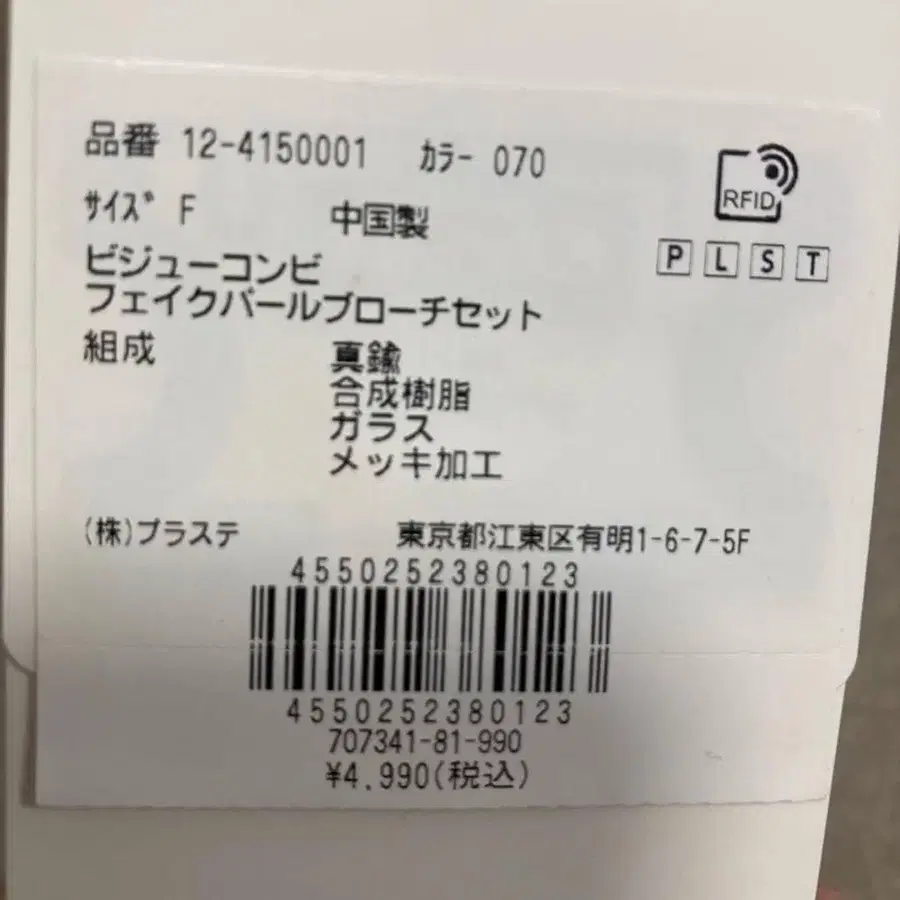 品番 12-4150001 ｶﾗｰ 070
RFID
ｻｲｽﾞ F 中国製
P L S T
ビジューコンビ
フェイクパールブローチセット
組成 真鍮
合成樹脂
ガラス
メッキ加工
(株)プラステ 東京都江東区有明1-6-7-5F
4550252380123
4550252380123
707341-81-990
¥4,990(税込)